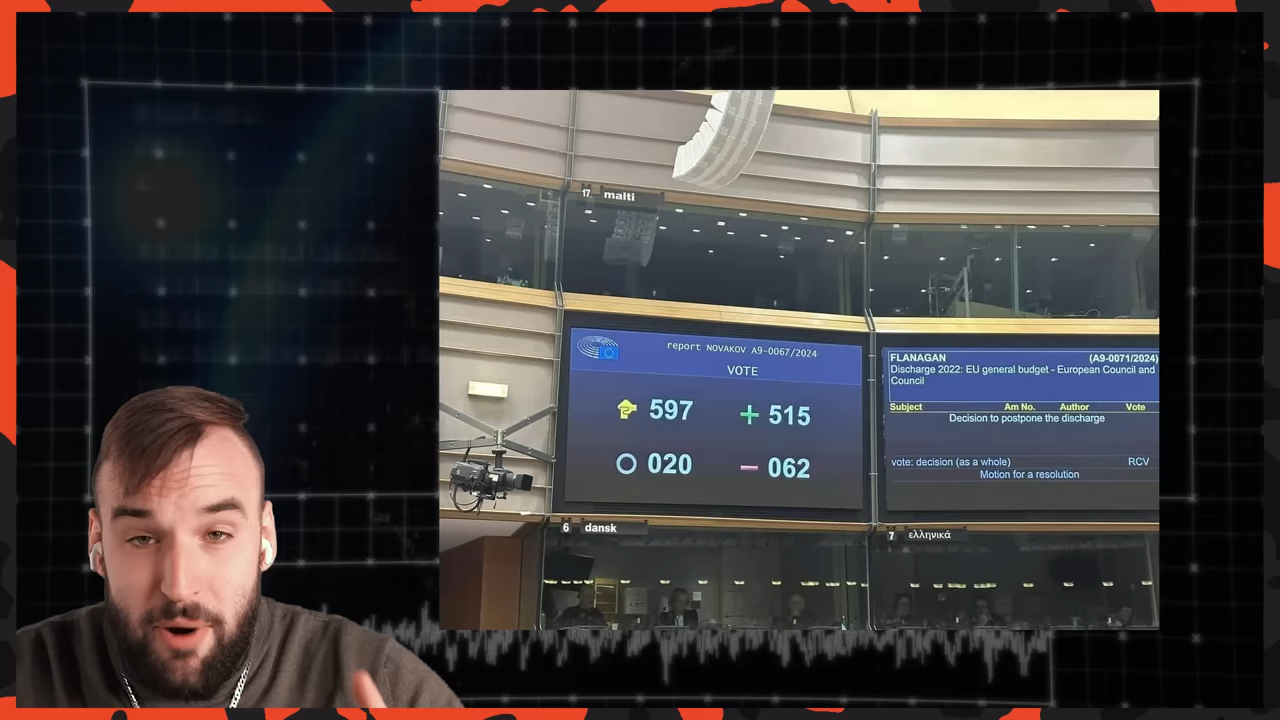 17 malti
report NOVAKOV A9-0067/2024
VOTE
597 + 515
020 - 062
FLANAGAN (A9-0071/2024)
Discharge 2022: EU general budget - European Council and
Council
Subject Am No. Author Vote
Decision to postpone the discharge
vote: decision (as a whole) RCV
Motion for a resolution
6 dansk
7 ελληνικά